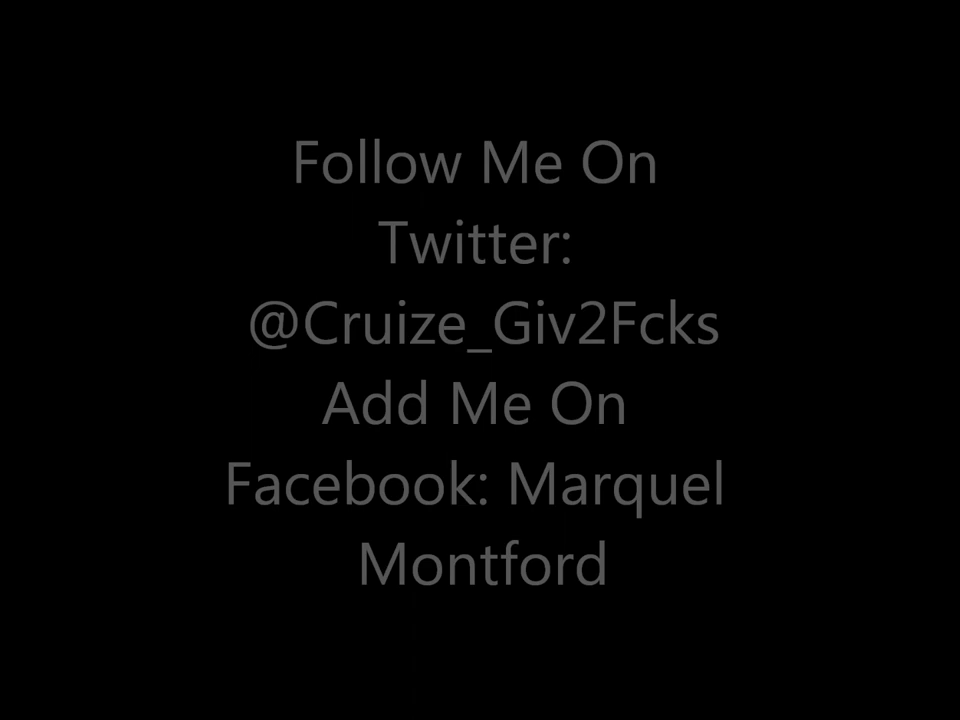 Follow Me On
Twitter:
@Cruize_Giv2Fcks
Add Me On
Facebook: Marquel
Montford